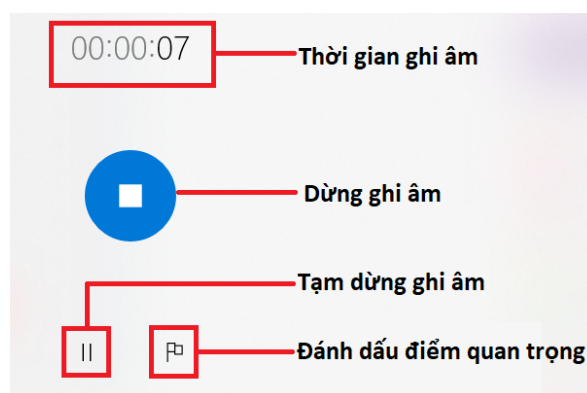 00:00:07
Thời gian ghi âm
Dừng ghi âm
Tạm dừng ghi âm
Đánh dấu điểm quan trọng